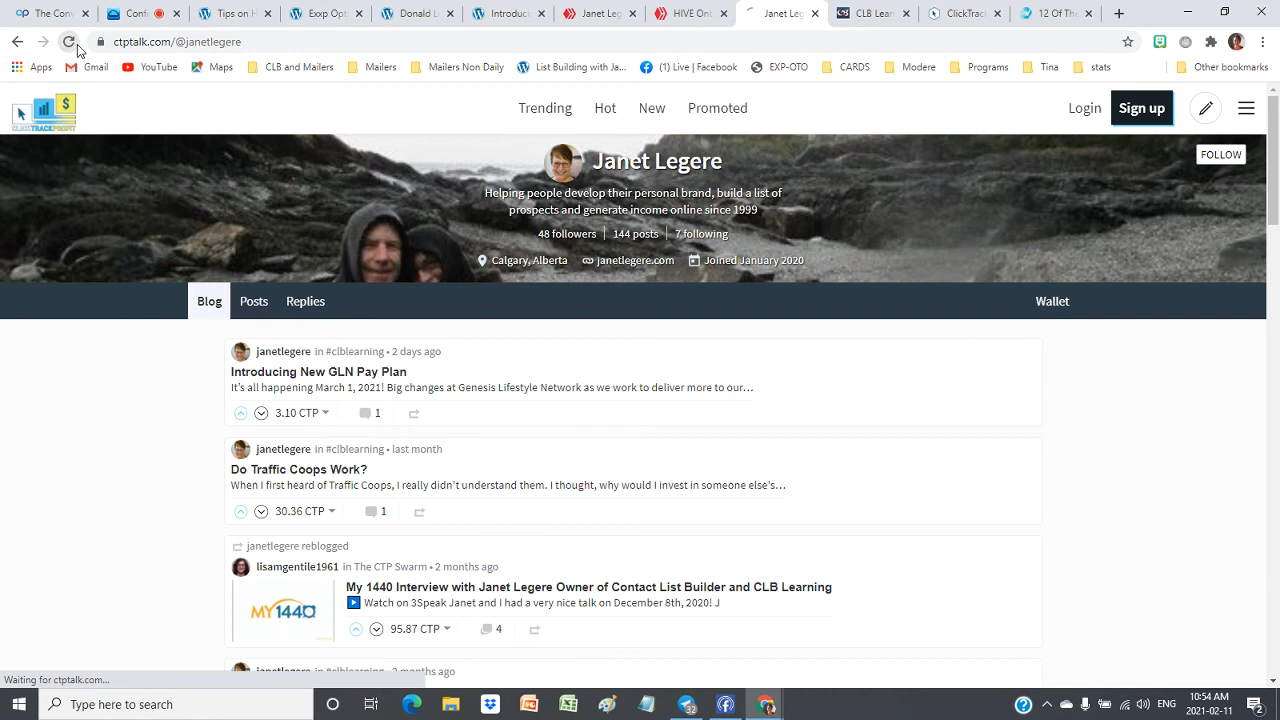 The Conv
Conf
Tips on H
Exp Opt
Donald L
Introduc
Janet Leg
HIVE Onl
Janet Leg
CLB Learn
ClickTrack
12 Of The
ctptalk.com/@janetlegere
Apps
Gmail
YouTube
Maps
CLB and Mailers
Mailers
Mailers Non Daily
List Building with Ja...
(1) Live | Facebook
EXP-OTO
CARDS
Modere
Programs
Tina
stats
Other bookmarks
CLICKTRACKPROFIT
Trending
Hot
New
Promoted
Login
Sign up
Janet Legere
FOLLOW
Helping people develop their personal brand, build a list of
prospects and generate income online since 1999
48 followers
144 posts
7 following
Calgary, Alberta
janetlegere.com
Joined January 2020
Blog
Posts
Replies
Wallet
janetlegere in #clblearning • 2 days ago
Introducing New GLN Pay Plan
It's all happening March 1, 2021! Big changes at Genesis Lifestyle Network as we work to deliver more to our...
3.10 CTP
1
janetlegere in #clblearning • last month
Do Traffic Coops Work?
When I first heard of Traffic Coops, I really didn't understand them. I thought, why would I invest in someone else's...
30.36 CTP
1
janetlegere reblogged
lisamgentile1961 in The CTP Swarm • 2 months ago
MY1440
My 1440 Interview with Janet Legere Owner of Contact List Builder and CLB Learning
Watch on 3Speak Janet and I had a very nice talk on December 8th, 2020! J
95.87 CTP
4
janetlegere in #clblearning • 2 months ago
Waiting for ctptalk.com...
Type here to search
32
ENG
10:54 AM
2021-02-11
2